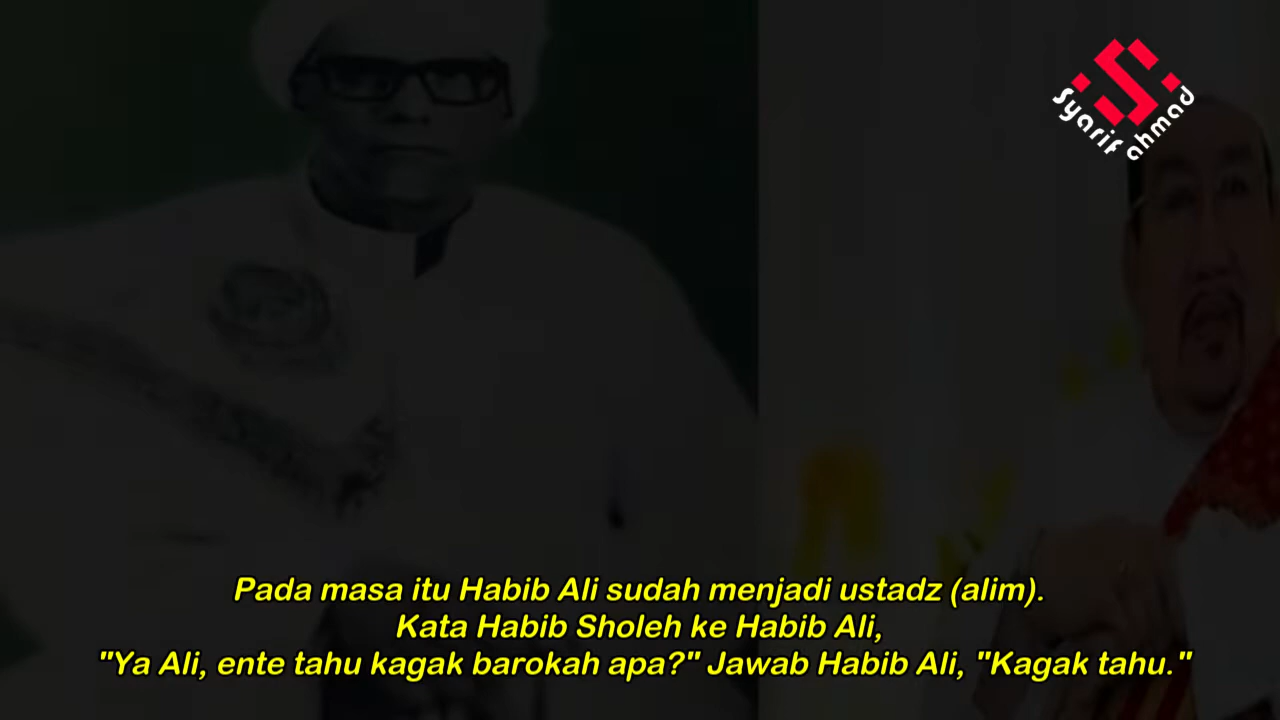 Syarif ahmad
Pada masa itu Habib Ali sudah menjadi ustadz (alim).
Kata Habib Sholeh ke Habib Ali,
"Ya Ali, ente tahu kagak barokah apa?" Jawab Habib Ali, "Kagak tahu."